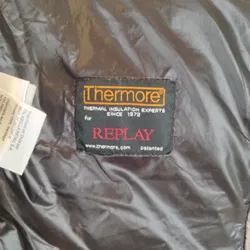 Thermore®
THERMAL INSULATION EXPERTS
SINCE 1972
for
REPLAY
www.thermore.com patented